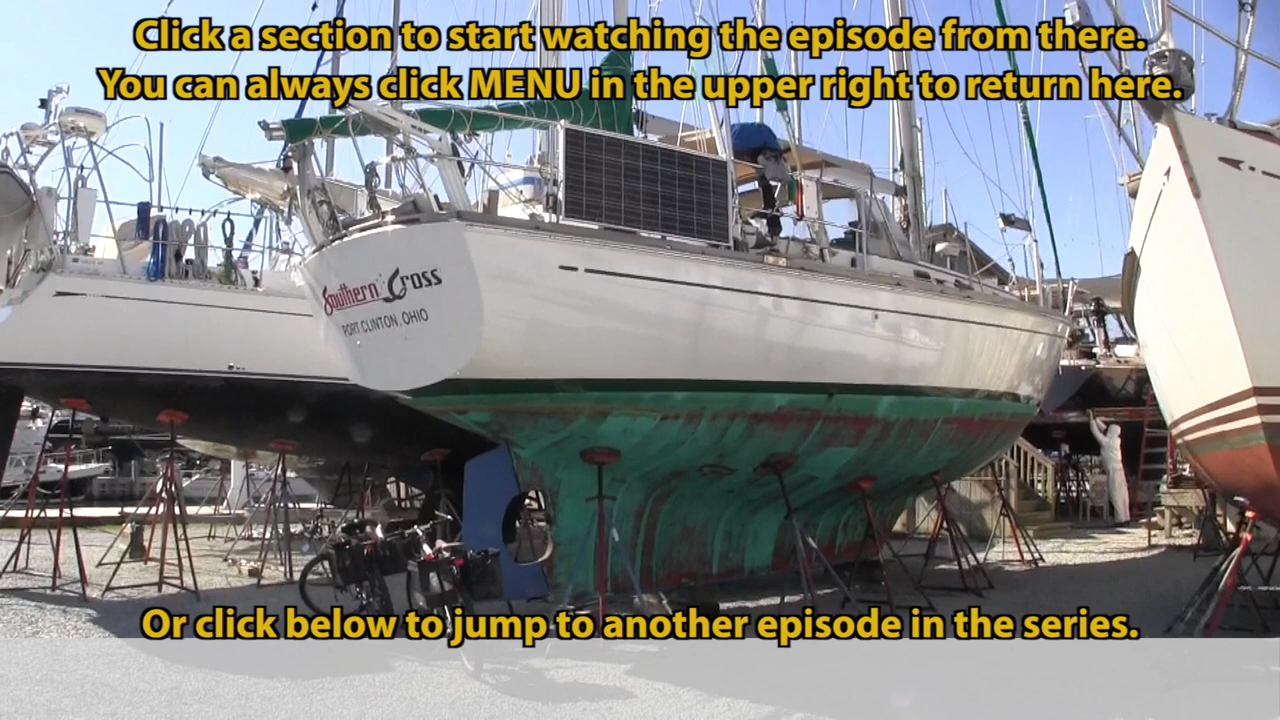 Click a section to start watching the episode from there.
You can always click MENU in the upper right to return here.
Southern Cross
PORT CLINTON, OHIO
Or click below to jump to another episode in the series.